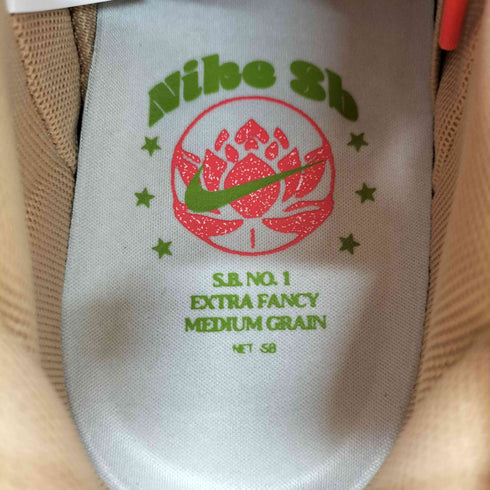 Nike Sb
S.B. NO. 1
EXTRA FANCY
MEDIUM GRAIN
NET SB